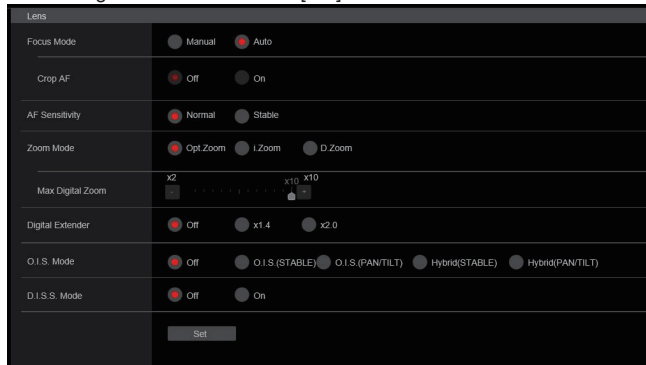 Lens
Focus Mode Manual Auto
Crop AF Off On
AF Sensitivity Normal Stable
Zoom Mode Opt.Zoom i.Zoom D.Zoom
x2 x10 x10
Max Digital Zoom - +
Digital Extender Off x1.4 x2.0
O.I.S. Mode Off O.I.S.(STABLE) O.I.S.(PAN/TILT) Hybrid(STABLE) Hybrid(PAN/TILT)
D.I.S.S. Mode Off On
Set